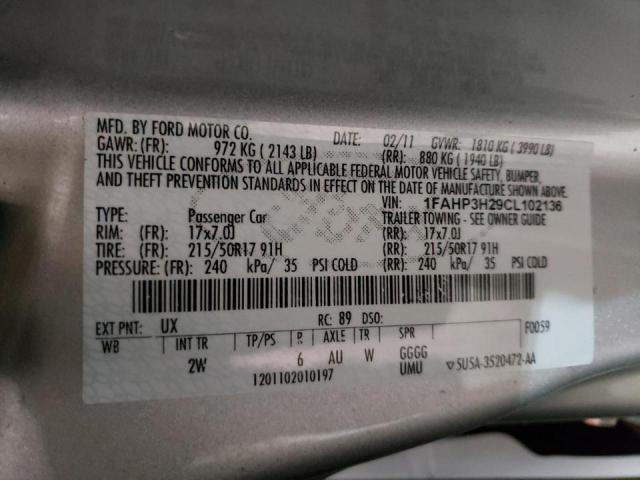 MFD. BY FORD MOTOR CO. DATE: 02/11 GVWR: 1810 KG ( 3990 LB)
GAWR: (FR): 972 KG ( 2143 LB) (RR): 880 KG (1940 LB)
THIS VEHICLE CONFORMS TO ALL APPLICABLE FEDERAL MOTOR VEHICLE SAFETY, BUMPER,
AND THEFT PREVENTION STANDARDS IN EFFECT ON THE DATE OF MANUFACTURE SHOWN ABOVE.
VIN: 1FAHP3H29CL102136
TYPE: Passenger Car TRAILER TOWING - SEE OWNER GUIDE
RIM: (FR): 17x7.0J (RR): 17x7.0J
TIRE: (FR): 215/50R17 91H (RR): 215/50R17 91H
PRESSURE: (FR): 240 kPa/ 35 PSI COLD (RR): 240 kPa/ 35 PSI COLD
EXT PNT: UX RC: 89 DSO: F0059
WB INT TR TP/PS R AXLE TR SPR
2W 6 AU W GGGG
UMU
1201102010197 ▽5U5A-3520472-AA